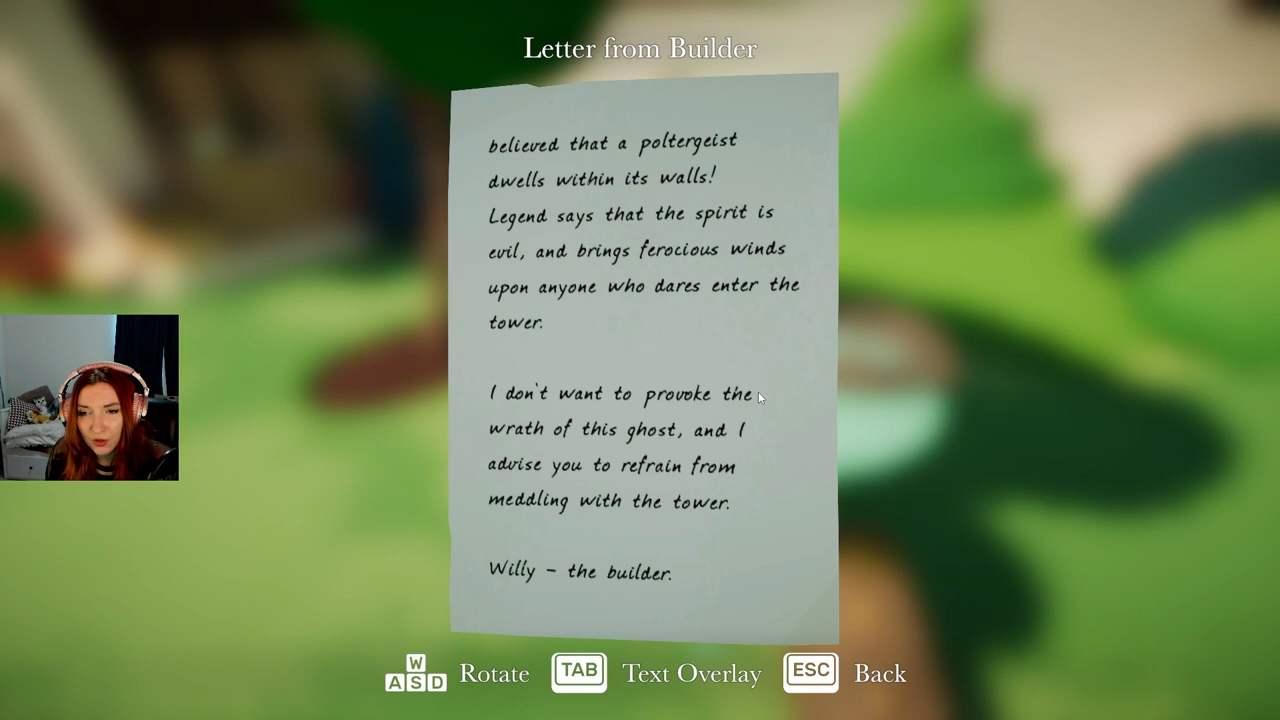 Letter from Builder
believed that a poltergeist
dwells within its walls!
Legend says that the spirit is
evil, and brings ferocious winds
upon anyone who dares enter the
tower.
I don't want to provoke the
wrath of this ghost, and I
advise you to refrain from
meddling with the tower.
Willy – the builder.
W
A S D Rotate TAB Text Overlay ESC Back